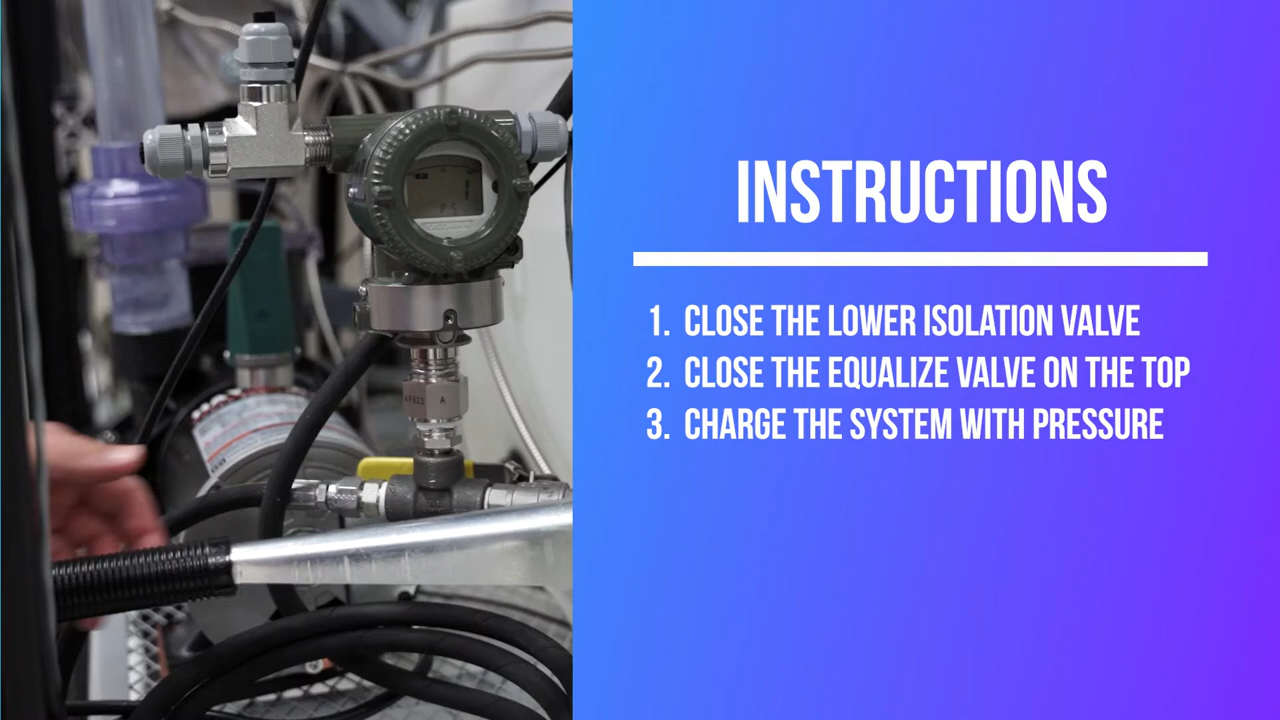 INSTRUCTIONS
1. CLOSE THE LOWER ISOLATION VALVE
2. CLOSE THE EQUALIZE VALVE ON THE TOP
3. CHARGE THE SYSTEM WITH PRESSURE
A